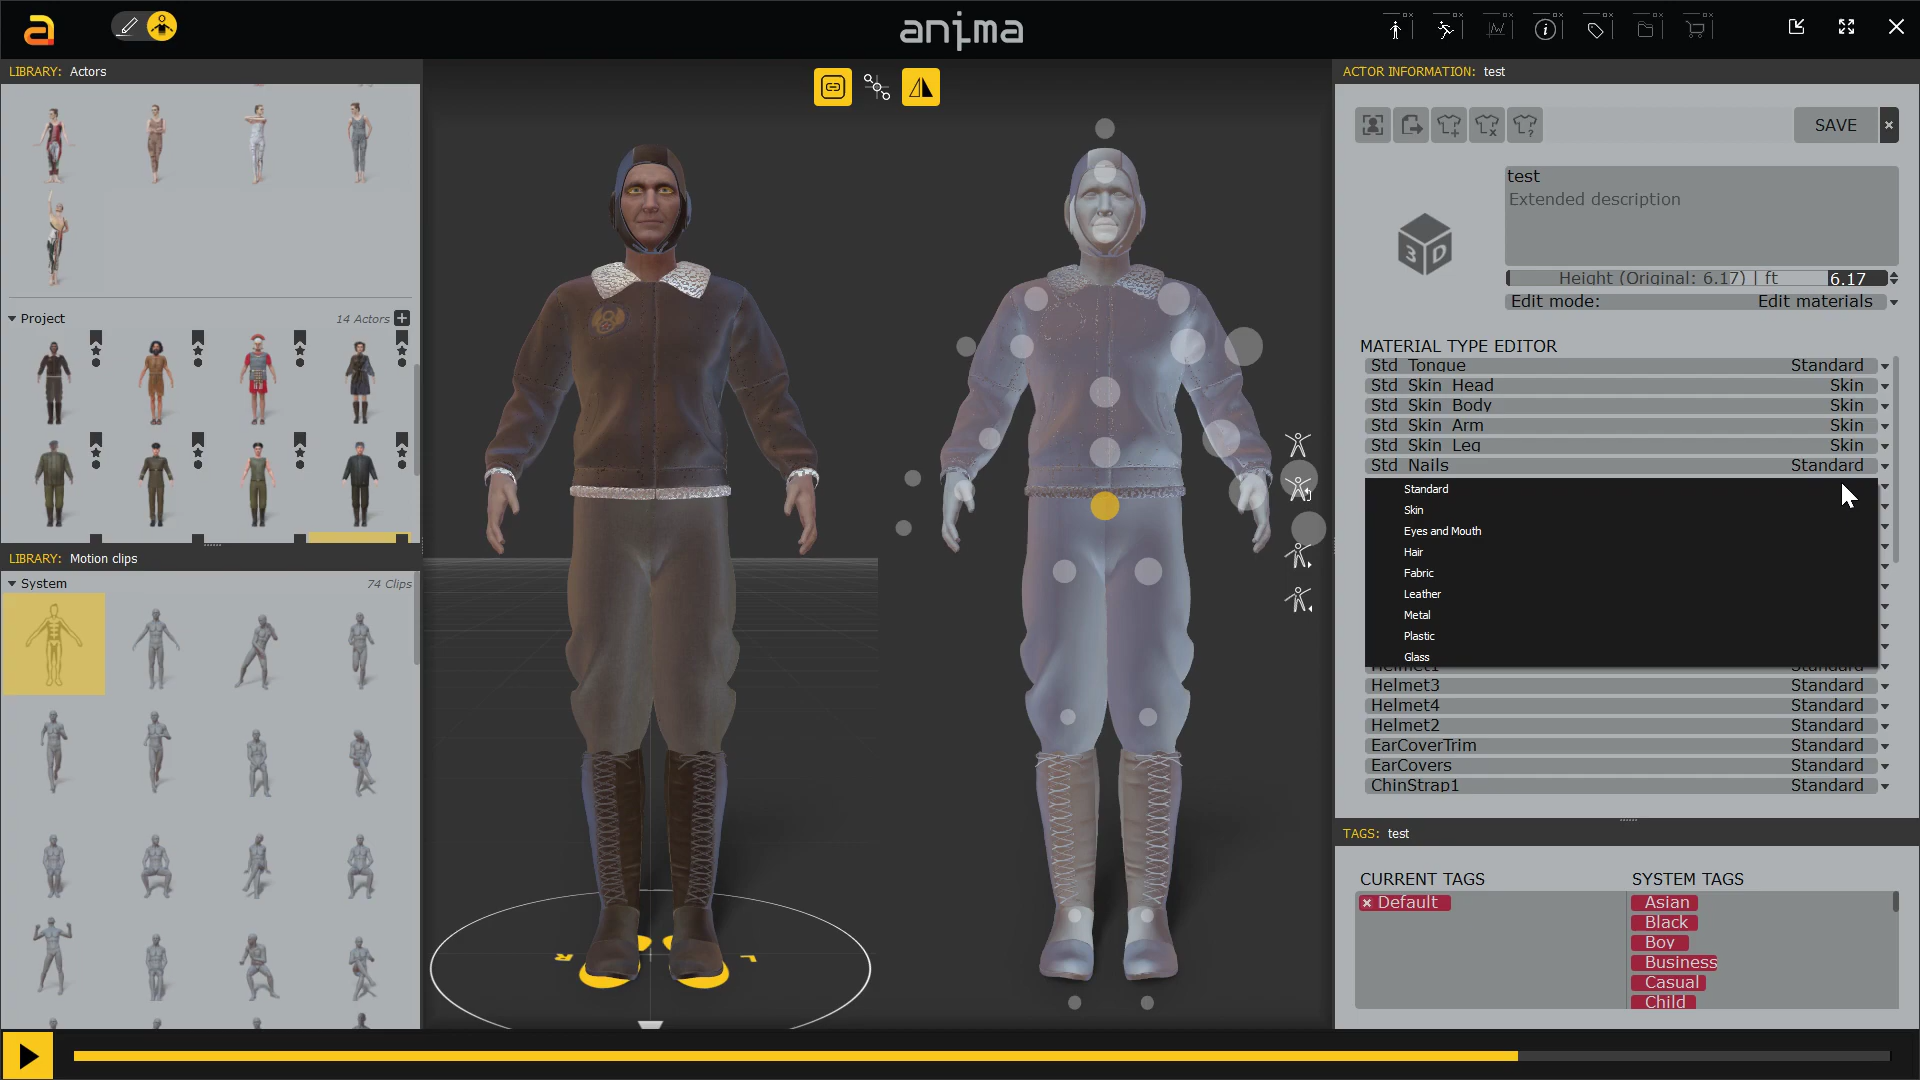 a
anima
LIBRARY: Actors
Project
14 Actors
LIBRARY: Motion clips
System
74 Clips
R
L
ACTOR INFORMATION: test
SAVE
test
Extended description
3D
Height (Original: 6.17) | ft
6.17
Edit mode:
Edit materials
MATERIAL TYPE EDITOR
Std Tongue Standard
Std Skin Head Skin
Std Skin Body Skin
Std Skin Arm Skin
Std Skin Leg Skin
Std Nails Standard
Standard
Skin
Eyes and Mouth
Hair
Fabric
Leather
Metal
Plastic
Glass
Helmet1
Helmet3 Standard
Helmet4 Standard
Helmet2 Standard
EarCoverTrim Standard
EarCovers Standard
ChinStrap1 Standard
TAGS: test
CURRENT TAGS
Default
SYSTEM TAGS
Asian
Black
Boy
Business
Casual
Child